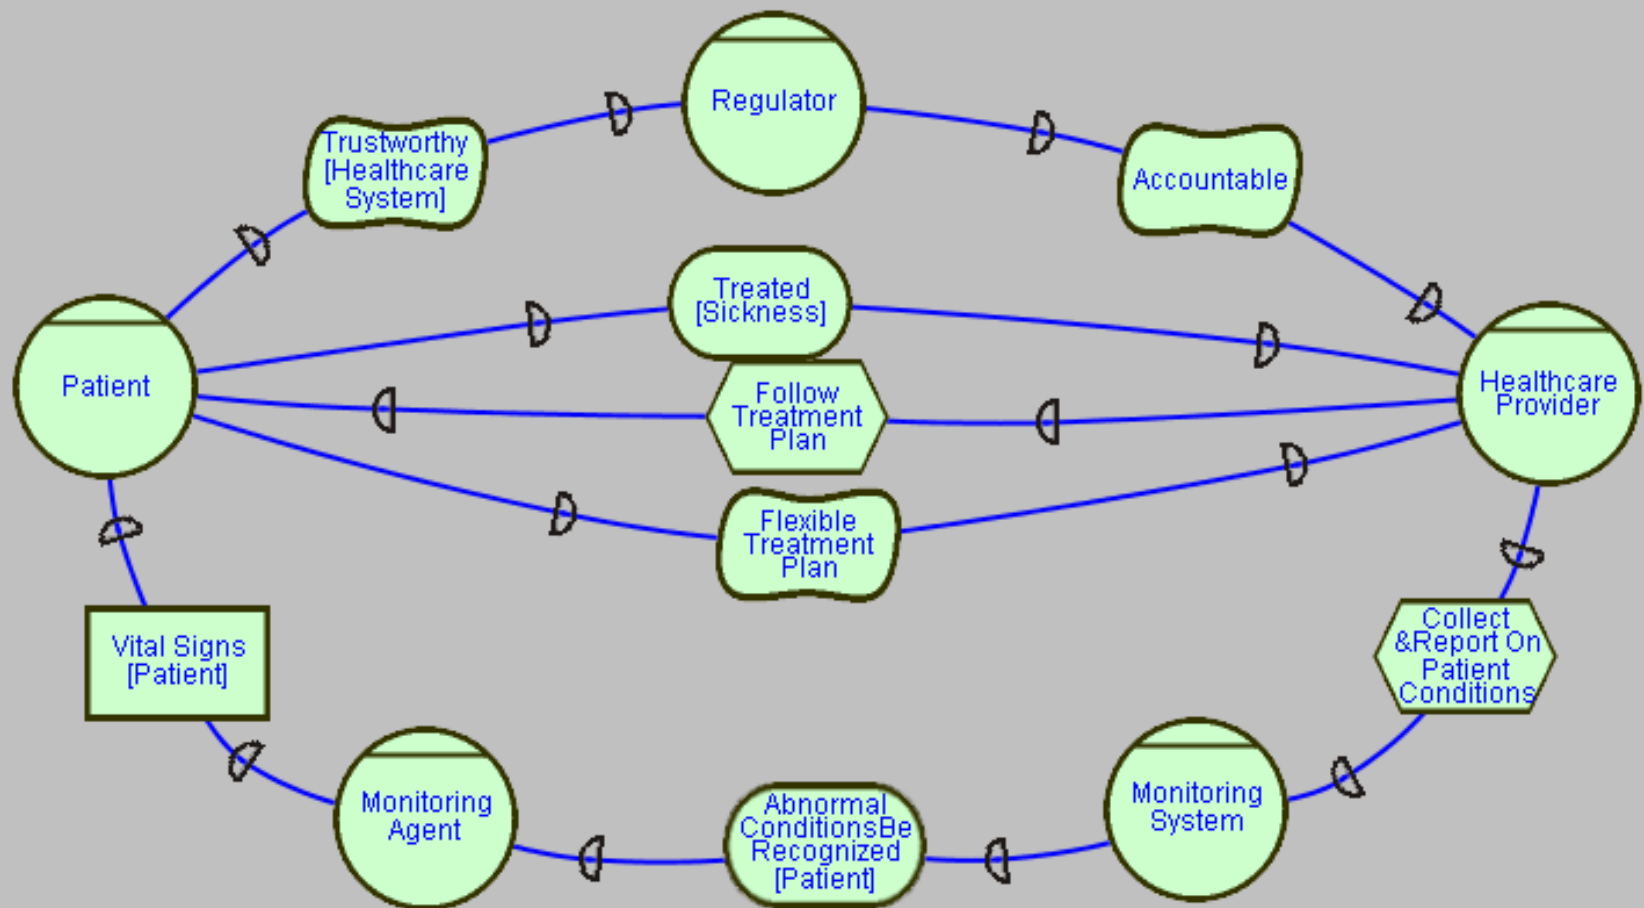 Regulator
Trustworthy
[Healthcare
System]
Accountable
Treated
[Sickness]
Patient
Follow
Treatment
Plan
Healthcare
Provider
Flexible
Treatment
Plan
Vital Signs
[Patient]
Collect
&Report On
Patient
Conditions
Monitoring
Agent
Abnormal
ConditionsBe
Recognized
[Patient]
Monitoring
System